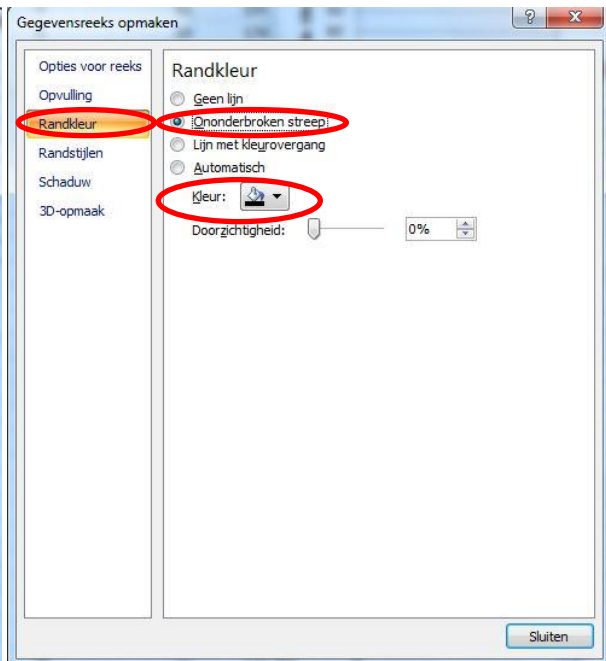 Gegevensreeks opmaken
?
X
Opties voor reeks
Opvulling
Randkleur
Randstijlen
Schaduw
3D-opmaak
Randkleur
Geen lijn
Ononderbroken streep
Lijn met kleurovergang
Automatisch
Kleur:
Doorzichtigheid: 0%
Sluiten